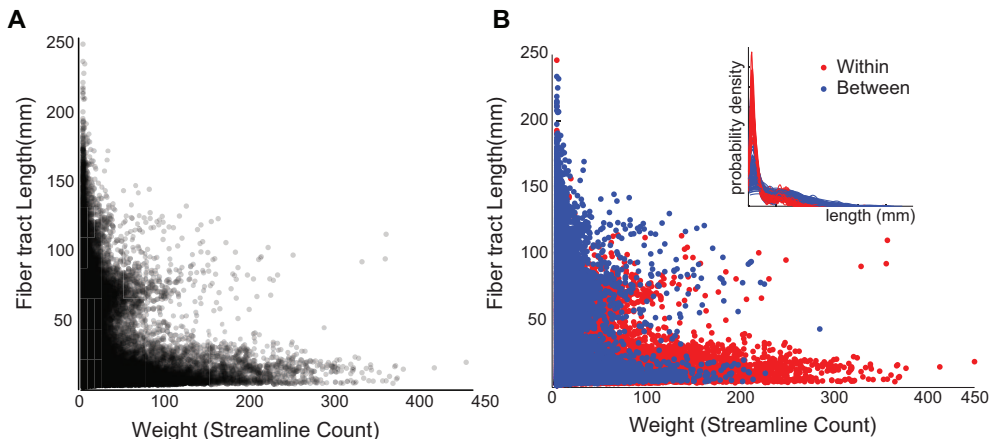 A
250
200
150
100
50
0
100
200
300
400
450
Fiber tract Length(mm)
Weight (Streamline Count)
B
250
200
150
100
50
0
100
200
300
450
Fiber tract Length(mm)
Weight (Streamline Count)
probability density
length (mm)
Within
Between